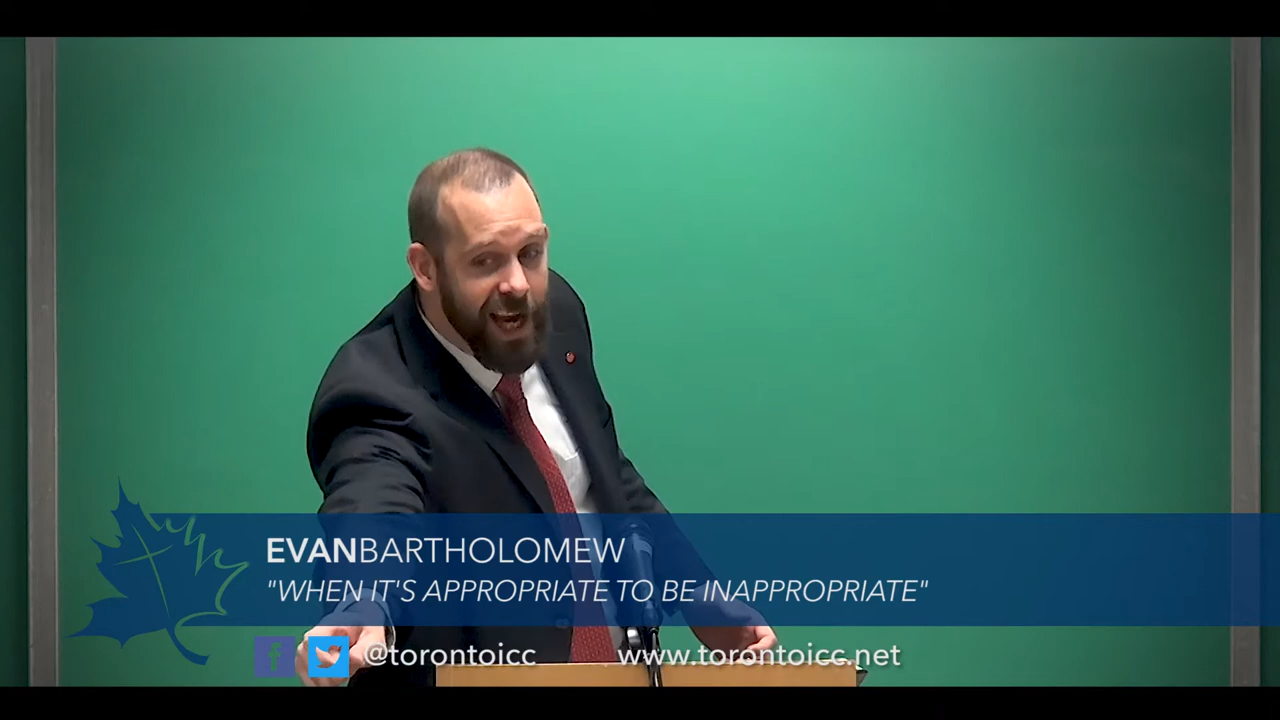 EVANBARTHOLOMEW
"WHEN IT'S APPROPRIATE TO BE INAPPROPRIATE"
f @torontoicc www.torontoicc.net